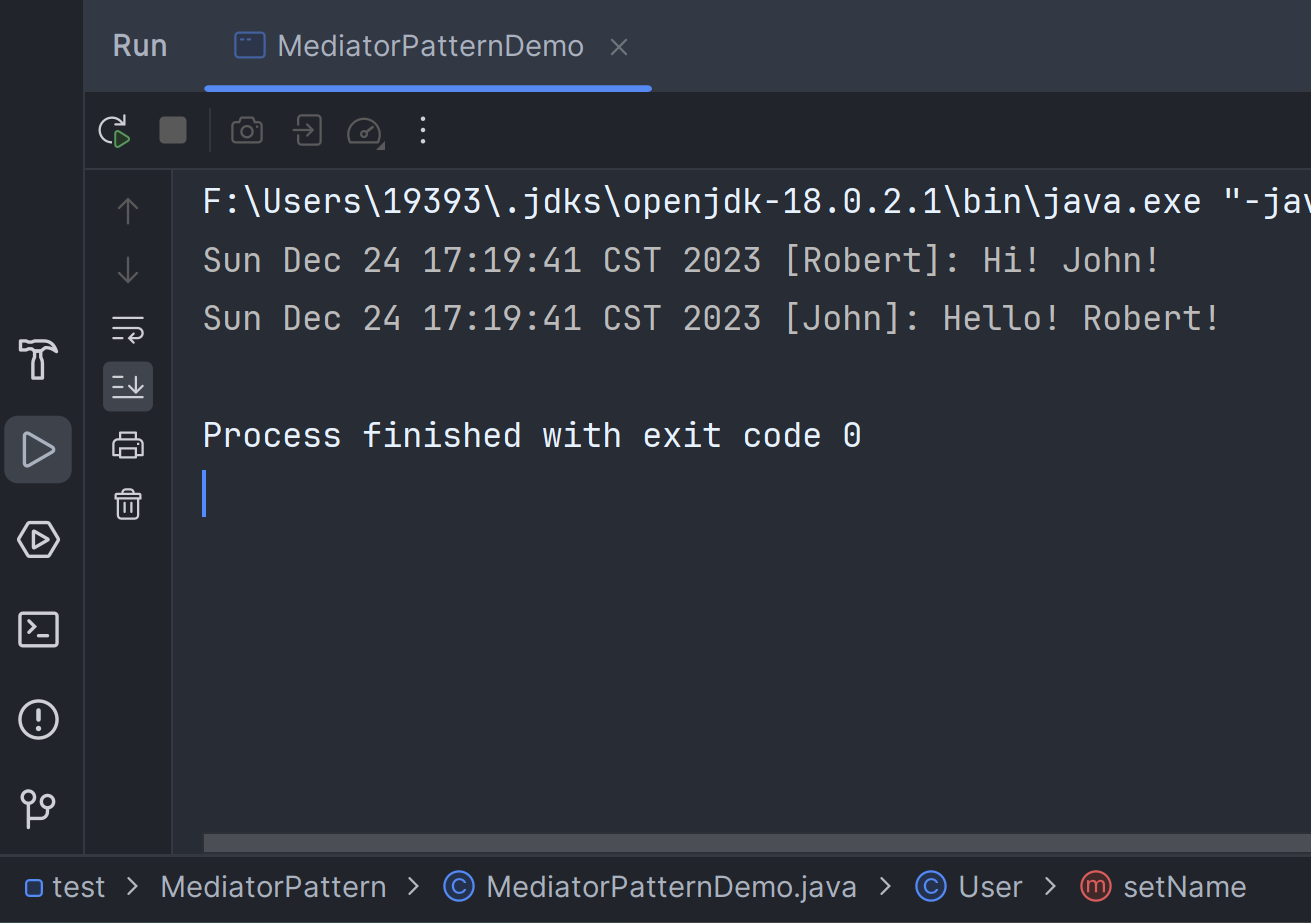 Run MediatorPatternDemo
F:\Users\19393\.jdks\openjdk-18.0.2.1\bin\java.exe "-jav
Sun Dec 24 17:19:41 CST 2023 [Robert]: Hi! John!
Sun Dec 24 17:19:41 CST 2023 [John]: Hello! Robert!
Process finished with exit code 0
test > MediatorPattern > C MediatorPatternDemo.java > C User > m setName